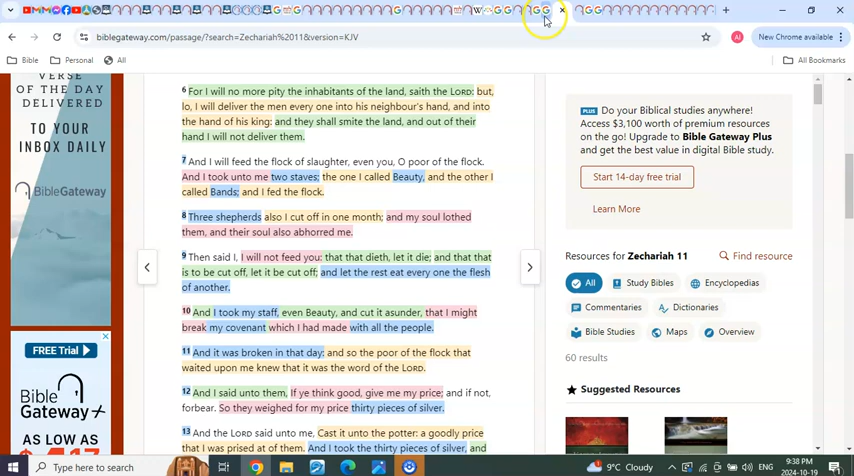 biblegateway.com/passage/?search=Zechariah%2011&version=KJV
AI
New Chrome available
Bible
Personal
All
All Bookmarks
VERSE
OF THE DAY
DELIVERED
TO YOUR
INBOX DAILY
BibleGateway
FREE Trial
Bible
Gateway+
AS LOW AS
6 For I will no more pity the inhabitants of the land, saith the LORD: but,
lo, I will deliver the men every one into his neighbour's hand, and into
the hand of his king: and they shall smite the land, and out of their
hand I will not deliver them.
7 And I will feed the flock of slaughter, even you, O poor of the flock.
And I took unto me two staves; the one I called Beauty, and the other I
called Bands; and I fed the flock.
8 Three shepherds also I cut off in one month; and my soul lothed
them, and their soul also abhorred me.
9 Then said I, I will not feed you: that that dieth, let it die; and that that
is to be cut off, let it be cut off; and let the rest eat every one the flesh
of another.
10 And I took my staff, even Beauty, and cut it asunder, that I might
break my covenant which I had made with all the people.
11 And it was broken in that day: and so the poor of the flock that
waited upon me knew that it was the word of the LORD.
12 And I said unto them, If ye think good, give me my price; and if not,
forbear. So they weighed for my price thirty pieces of silver.
13 And the LORD said unto me, Cast it unto the potter: a goodly price
that I was prised at of them. And I took the thirty pieces of silver, and
PLUS Do your Biblical studies anywhere!
Access $3,100 worth of premium resources
on the go! Upgrade to Bible Gateway Plus
and get the best value in digital Bible study.
Start 14-day free trial
Learn More
Resources for Zechariah 11
Find resource
All
Study Bibles
Encyclopedias
Commentaries
Dictionaries
Bible Studies
Maps
Overview
60 results
Suggested Resources
Type here to search
9°C Cloudy
9:38 PM
2024-10-19